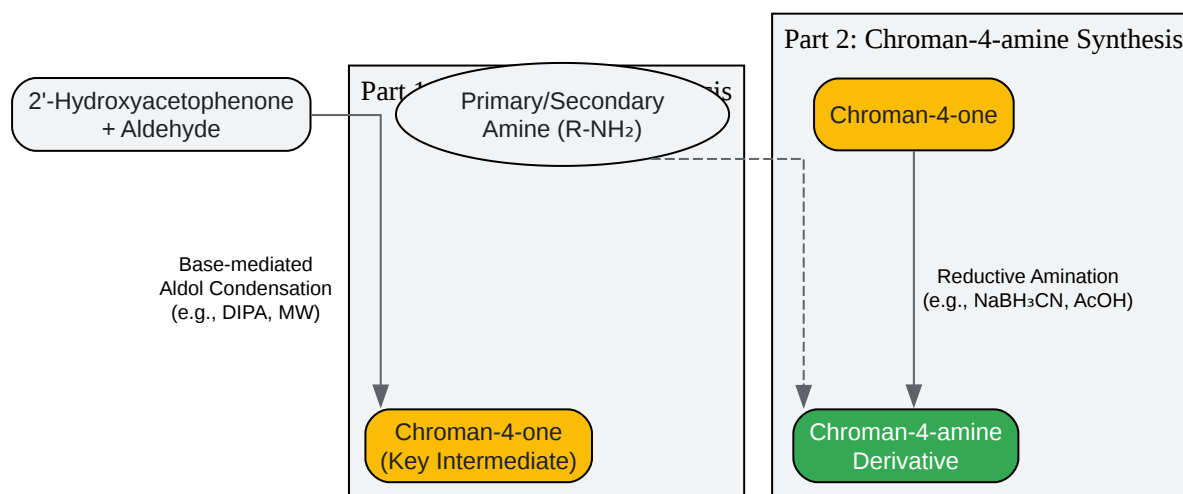 Part 2: Chroman-4-amine Synthesis
2'-Hydroxyacetophenone
+ Aldehyde
Part
sis
Primary/Secondary
Amine (R-NH₂)
Chroman-4-one
Base-mediated
Aldol Condensation
(e.g., DIPA, MW)
Reductive Amination
(e.g., NaBH₃CN, AcOH)
Chroman-4-one
(Key Intermediate)
Chroman-4-amine
Derivative